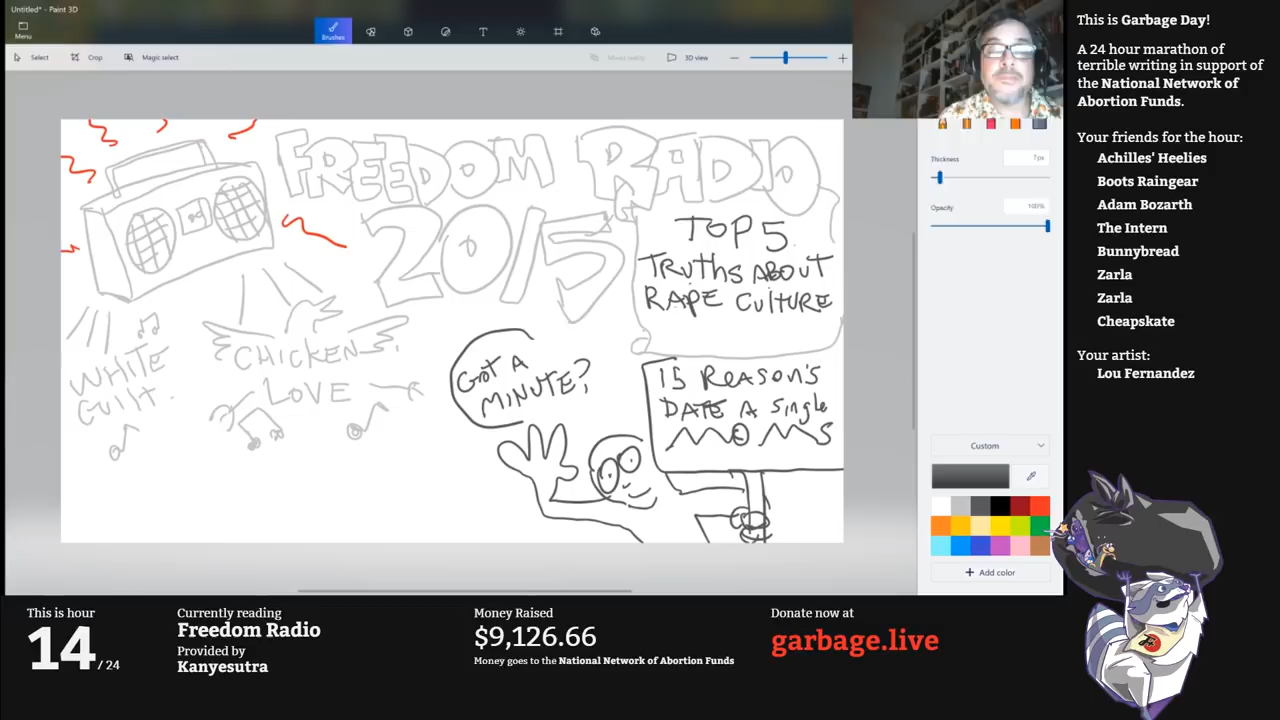 Untitled* - Paint 3D
Menu
Brushes
Select
Crop
Magic select
Mixed reality
3D view
FREEDOM RADIO
2015
TOP 5
TRUTHS ABOUT
RAPE CULTURE
WHITE
GUILT.
CHICKEN
LOVE
GOT A
MINUTE?
15 REASON'S
DATE A Single
MOMS
Thickness
7px
Opacity
100%
Custom
Add color
This is Garbage Day!
A 24 hour marathon of
terrible writing in support of
the National Network of
Abortion Funds.
Your friends for the hour:
Achilles' Heelies
Boots Raingear
Adam Bozarth
The Intern
Bunnybread
Zarla
Zarla
Cheapskate
Your artist:
Lou Fernandez
This is hour
14 / 24
Currently reading
Freedom Radio
Provided by
Kanyesutra
Money Raised
$9,126.66
Money goes to the National Network of Abortion Funds
Donate now at
garbage.live